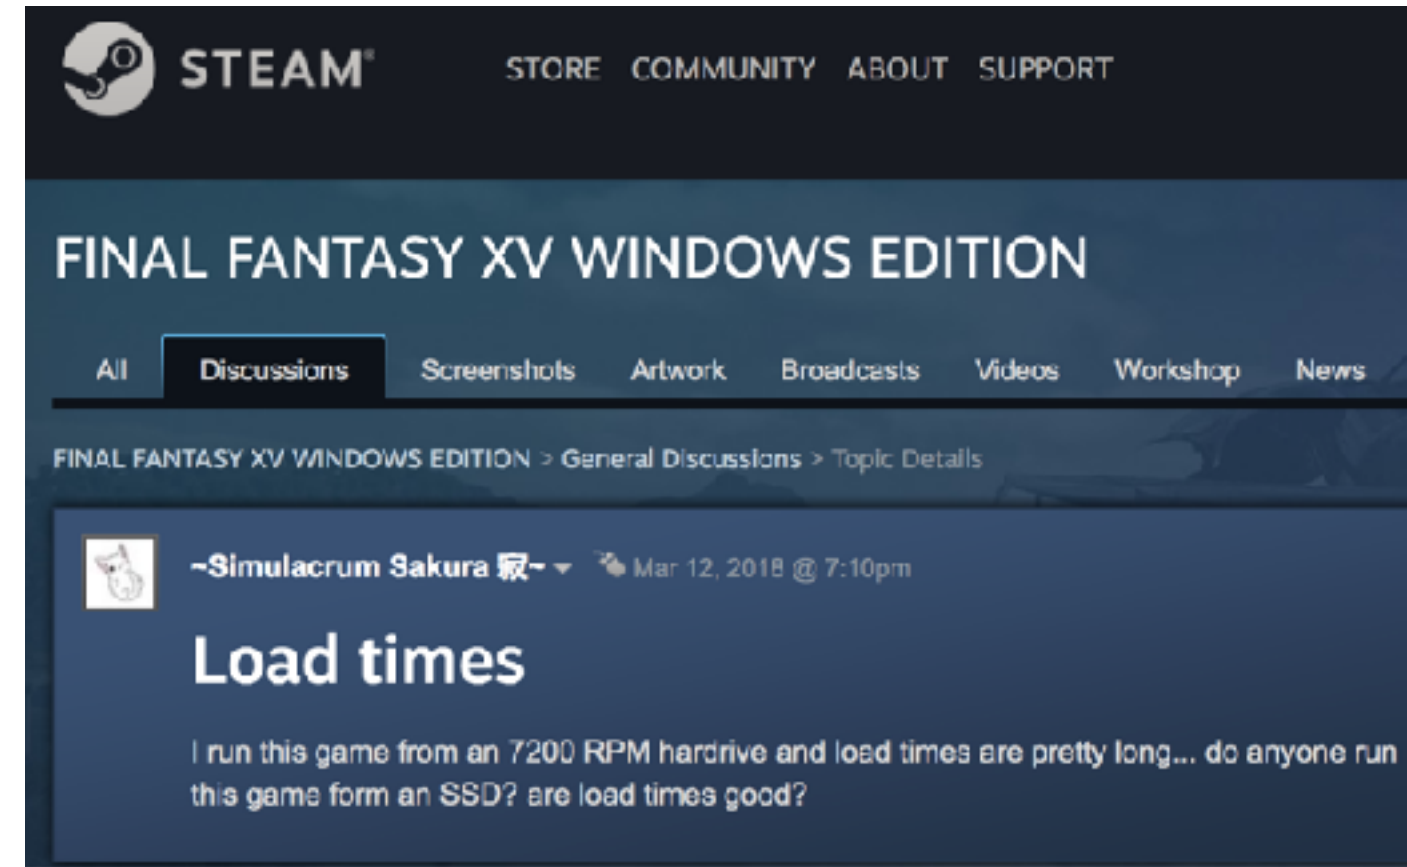 STEAM®
STORE COMMUNITY ABOUT SUPPORT
FINAL FANTASY XV WINDOWS EDITION
All Discussions Screenshots Artwork Broadcasts Videos Workshop News
FINAL FANTASY XV WINDOWS EDITION > General Discussions > Topic Details
~Simulacrum Sakura 寂~ Mar 12, 2018 @ 7:10pm
Load times
I run this game from an 7200 RPM hardrive and load times are pretty long... do anyone run
this game form an SSD? are load times good?